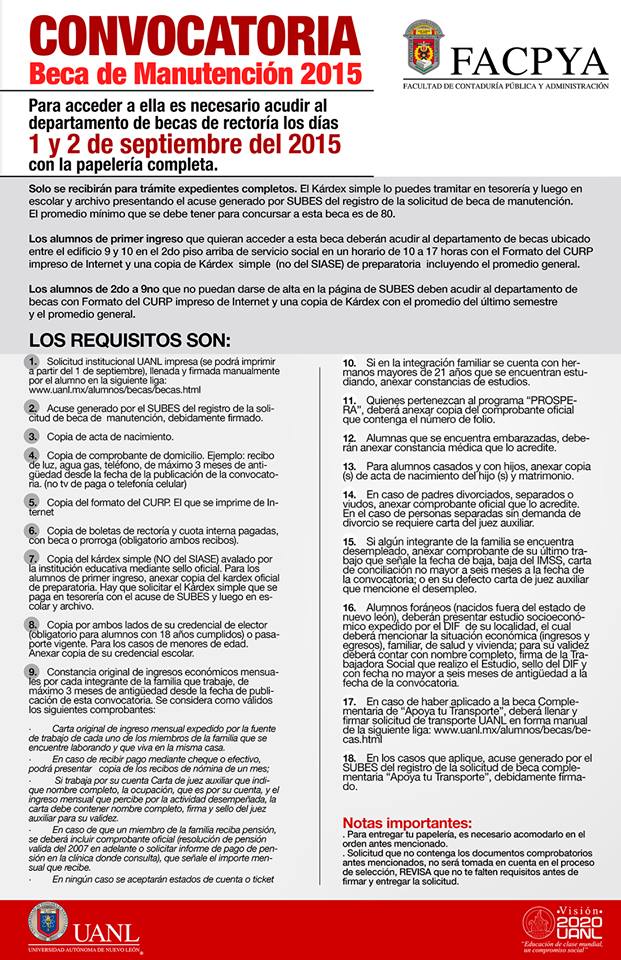 CONVOCATORIA
Beca de Manutención 2015
FACPYA
FACULTAD DE CONTADURÍA PÚBLICA Y ADMINISTRACIÓN
Para acceder a ella es necesario acudir al
departamento de becas de rectoría los días
1 y 2 de septiembre del 2015
con la papelería completa.
Solo se recibirán para trámite expedientes completos. El Kárdex simple lo puedes tramitar en tesorería y luego en
escolar y archivo presentando el acuse generado por SUBES del registro de la solicitud de beca de manutención.
El promedio mínimo que se debe tener para concursar a esta beca es de 80.
Los alumnos de primer ingreso que quieran acceder a esta beca deberán acudir al departamento de becas ubicado
entre el edificio 9 y 10 en el 2do piso arriba de servicio social en un horario de 10 a 17 horas con el Formato del CURP
impreso de Internet y una copia de Kárdex simple (no del SIASE) de preparatoria incluyendo el promedio general.
Los alumnos de 2do a 9no que no puedan darse de alta en la página de SUBES deben acudir al departamento de
becas con Formato del CURP impreso de Internet y una copia de Kárdex con el promedio del último semestre
y el promedio general.
LOS REQUISITOS SON:
1. Solicitud institucional UANL impresa (se podrá imprimir
a partir del 1 de septiembre), llenada y firmada manualmente
por el alumno en la siguiente liga:
www.uanl.mx/alumnos/becas/becas.html
2. Acuse generado por el SUBES del registro de la soli-
citud de beca de manutención, debidamente firmado.
3. Copia de acta de nacimiento.
4. Copia de comprobante de domicilio. Ejemplo: recibo
de luz, agua gas, teléfono, de máximo 3 meses de anti-
güedad desde la fecha de la publicación de la convocato-
ria. (no tv de paga o telefonía celular)
5. Copia del formato del CURP. El que se imprime de In-
ternet
6. Copia de boletas de rectoría y cuota interna pagadas,
con beca o prorroga (obligatorio ambos recibos).
7. Copia del kárdex simple (NO del SIASE) avalado por
la institución educativa mediante sello oficial. Para los
alumnos de primer ingreso, anexar copia del kardex oficial
de preparatoria. Hay que solicitar el Kárdex simple que se
paga en tesorería con el acuse de SUBES y luego en es-
colar y archivo.
8. Copia por ambos lados de su credencial de elector
(obligatorio para alumnos con 18 años cumplidos) o pasa-
porte vigente. Para los casos de menores de edad.
Anexar copia de su credencial escolar.
9. Constancia original de ingresos económicos mensua-
les por cada integrante de la familia que trabaje, de
máximo 3 meses de antigüedad desde la fecha de publi-
cación de esta convocatoria. Se considera como válidos
los siguientes comprobantes:
· Carta original de ingreso mensual expedido por la fuente
de trabajo de cada uno de los miembros de la familia que se
encuentre laborando y que viva en la misma casa.
· En caso de recibir pago mediante cheque o efectivo,
podrá presentar copia de los recibos de nómina de un mes;
· Si trabaja por su cuenta Carta de juez auxiliar que indi-
que nombre completo, la ocupación, que es por su cuenta, y el
ingreso mensual que percibe por la actividad desempeñada, la
carta debe contener nombre completo, firma y sello del juez
auxiliar para su validez.
· En caso de que un miembro de la familia reciba pensión,
se deberá incluir comprobante oficial (resolución de pensión
valida del 2007 en adelante o solicitar informe de pago de pen-
sión en la clínica donde consulta), que señale el importe men-
sual que recibe.
· En ningún caso se aceptarán estados de cuenta o ticket
10. Si en la integración familiar se cuenta con her-
manos mayores de 21 años que se encuentran estu-
diando, anexar constancias de estudios.
11. Quienes pertenezcan al programa “PROSPE-
RA”, deberá anexar copia del comprobante oficial
que contenga el número de folio.
12. Alumnas que se encuentra embarazadas, debe-
rán anexar constancia médica que lo acredite.
13. Para alumnos casados y con hijos, anexar copia
(s) de acta de nacimiento del hijo (s) y matrimonio.
14. En caso de padres divorciados, separados o
viudos, anexar comprobante oficial que lo acredite.
En el caso de personas separadas sin demanda de
divorcio se requiere carta del juez auxiliar.
15. Si algún integrante de la familia se encuentra
desempleado, anexar comprobante de su último tra-
bajo que señale la fecha de baja, baja del IMSS, carta
de conciliación no mayor a seis meses a la fecha de
la convocatoria; o en su defecto carta de juez auxiliar
que mencione el desempleo.
16. Alumnos foráneos (nacidos fuera del estado de
nuevo león), deberán presentar estudio socioeconó-
mico expedido por el DIF de su localidad, el cual
deberá mencionar la situación económica (ingresos y
egresos), familiar, de salud y vivienda; para su validez
deberá contar con nombre completo, firma de la Tra-
bajadora Social que realizo el Estudio, sello del DIF y
con fecha no mayor a seis meses de antigüedad a la
fecha de la convocatoria.
17. En caso de haber aplicado a la beca Comple-
mentaria de “Apoya tu Transporte”, deberá llenar y
firmar solicitud de transporte UANL en forma manual
de la siguiente liga: www.uanl.mx/alumnos/becas/be-
cas.html
18. En los casos que aplique, acuse generado por el
SUBES del registro de la solicitud de beca comple-
mentaria “Apoya tu Transporte”, debidamente firma-
do.
Notas importantes:
. Para entregar tu papelería, es necesario acomodarlo en el
orden antes mencionado.
. Solicitud que no contenga los documentos comprobatorios
antes mencionados, no será tomada en cuenta en el proceso
de selección, REVISA que no te falten requisitos antes de
firmar y entregar la solicitud.
UANL
UNIVERSIDAD AUTÓNOMA DE NUEVO LEÓN
®
Visión
2020
UANL
"Educación de clase mundial,
un compromiso social"